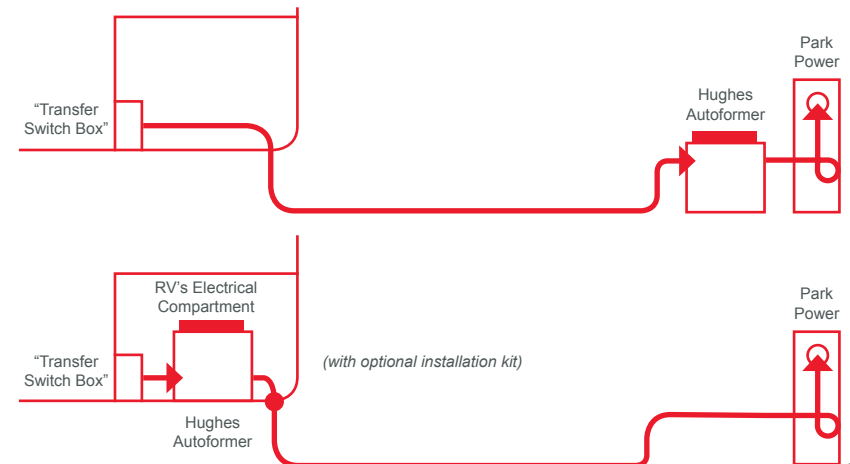 Park
Power
Hughes
Autoformer
“Transfer
Switch Box”
RV's Electrical
Compartment
Park
Power
(with optional installation kit)
“Transfer
Switch Box”
Hughes
Autoformer